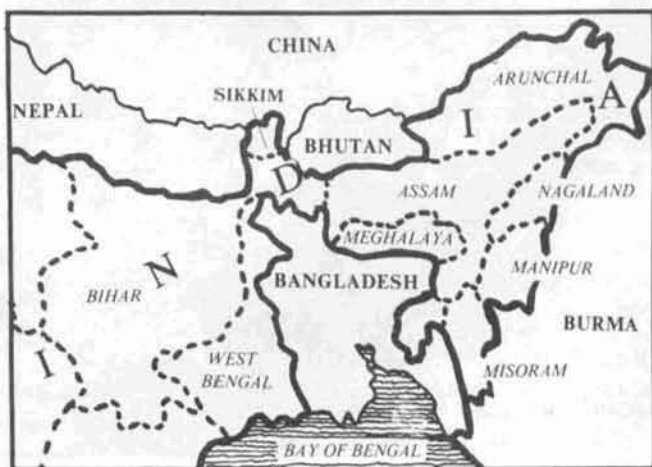 CHINA
ARUNCHAL
SIKKIM
NEPAL
I
A
BHUTAN
D
ASSAM
NAGALAND
MEGHALAYA
N
BANGLADESH
MANIPUR
BIHAR
BURMA
I
WEST
BENGAL
MISORAM
BAY OF BENGAL